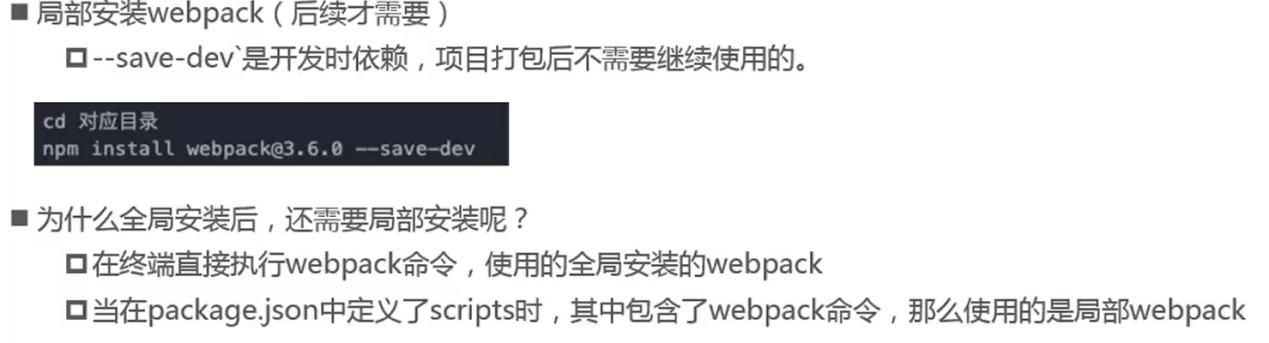 ■ 局部安装webpack（后续才需要）
--save-dev`是开发时依赖，项目打包后不需要继续使用的。
cd 对应目录
npm install webpack@3.6.0 --save-dev
■ 为什么全局安装后，还需要局部安装呢？
在终端直接执行webpack命令，使用的全局安装的webpack
当在package.json中定义了scripts时，其中包含了webpack命令，那么使用的是局部webpack